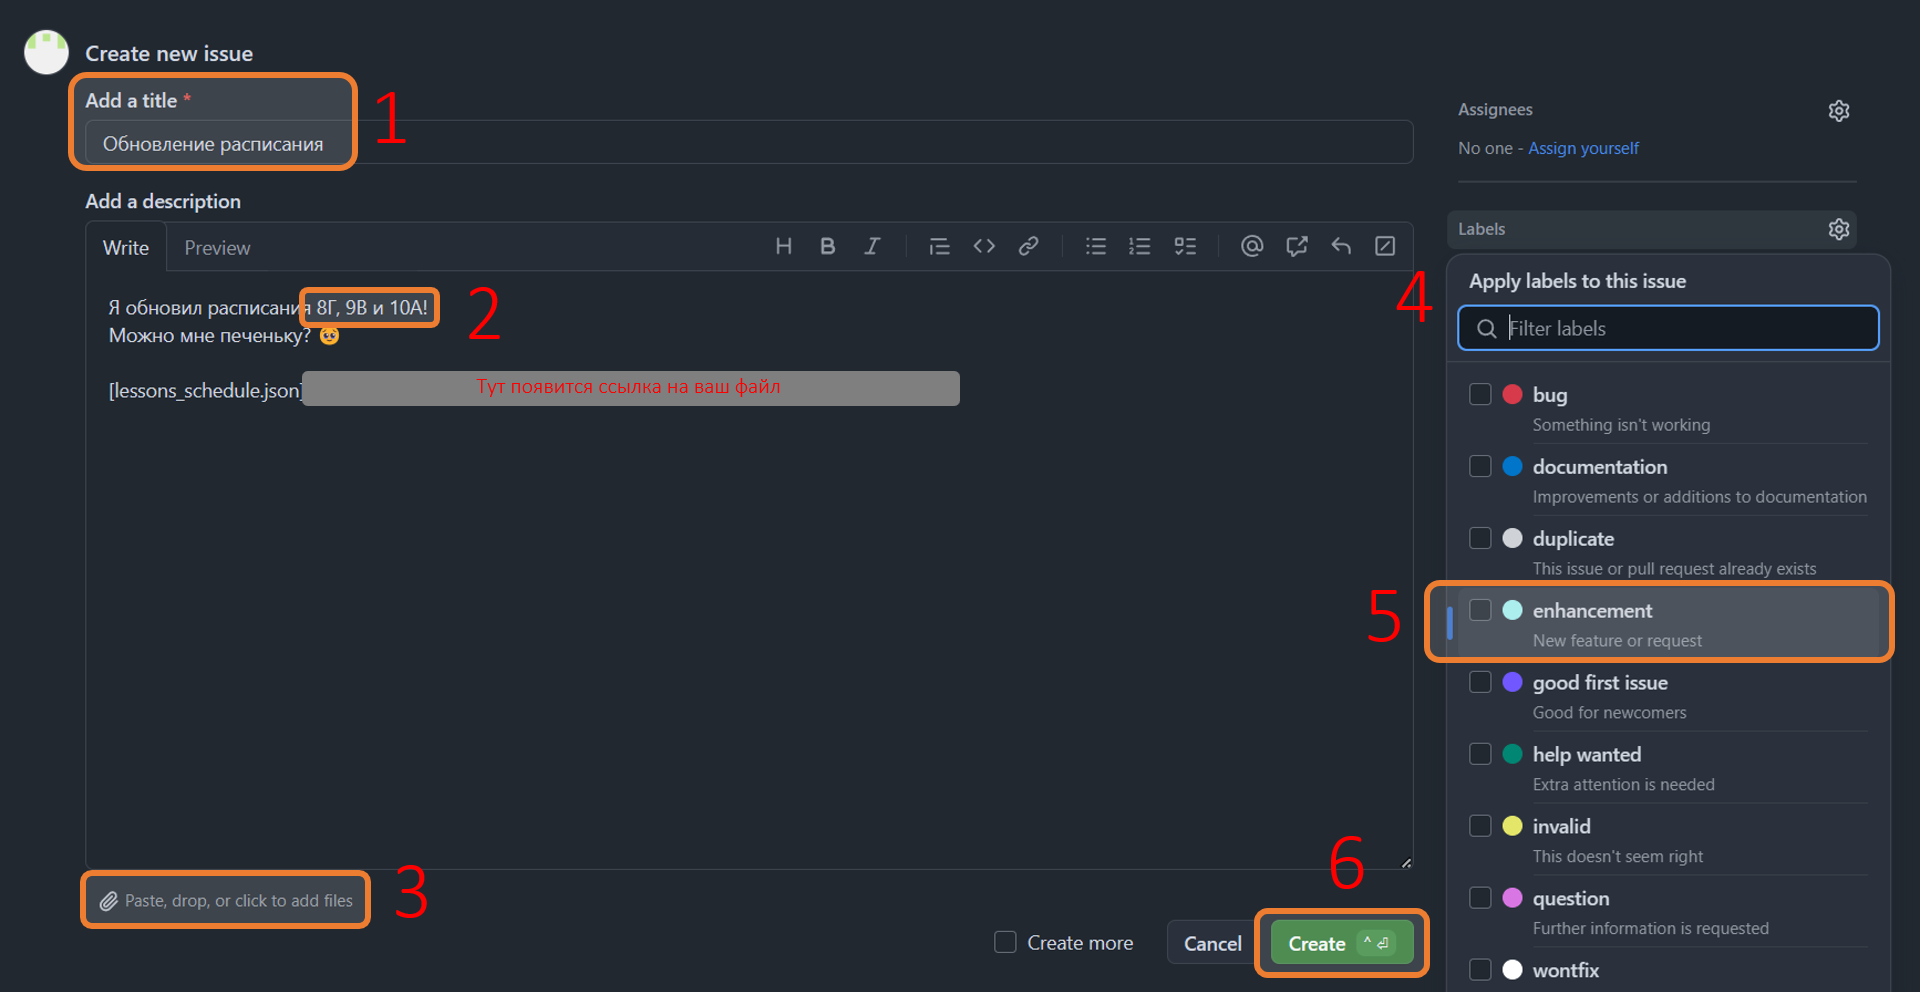 Create new issue
Add a title *
1
Обновление расписания
Add a description
Write Preview
Я обновил расписания 8Г, 9В и 10А!
2
Можно мне печеньку? 🥺
[lessons_schedule.json]
Тут появится ссылка на ваш файл
Paste, drop, or click to add files
3
Create more
Cancel
Create ^ ⏎
6
Assignees
No one - Assign yourself
Labels
4
Apply labels to this issue
Filter labels
bug
Something isn't working
documentation
Improvements or additions to documentation
duplicate
This issue or pull request already exists
5
enhancement
New feature or request
good first issue
Good for newcomers
help wanted
Extra attention is needed
invalid
This doesn't seem right
question
Further information is requested
wontfix